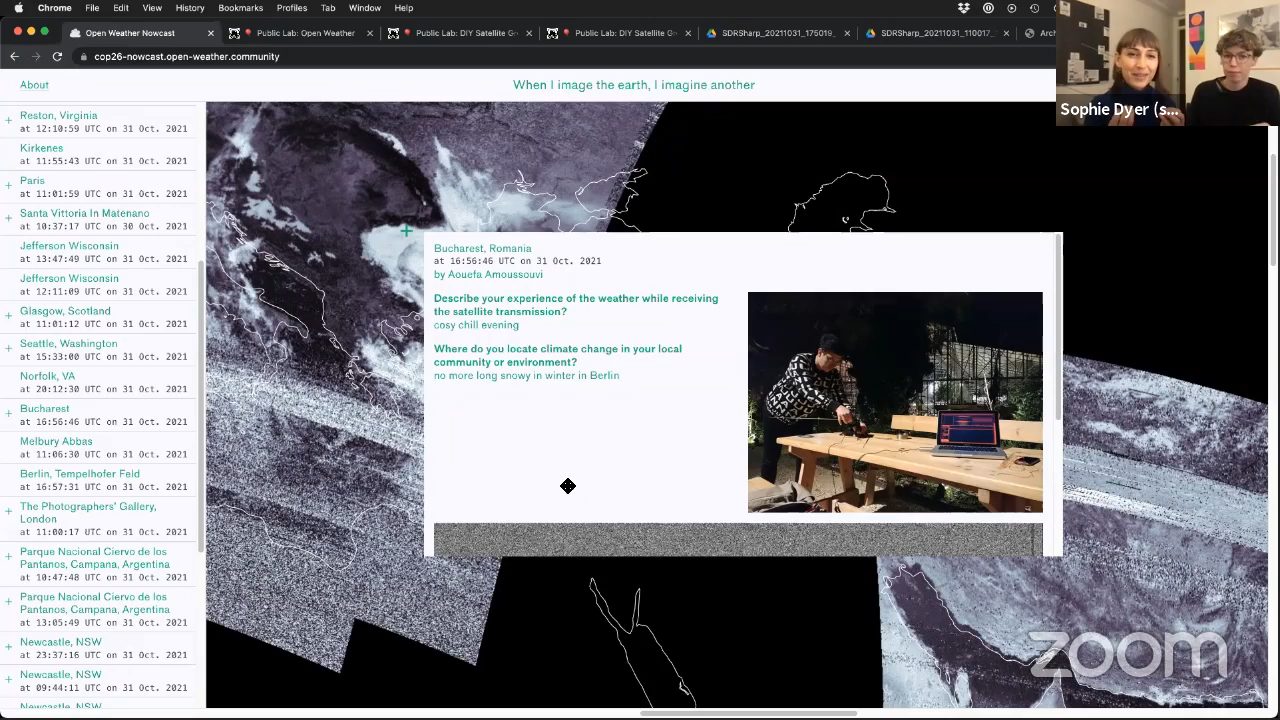 Chrome File Edit View History Bookmarks Profiles Tab Window Help
Open Weather Nowcast
Public Lab: Open Weather
Public Lab: DIY Satellite Gr
Public Lab: DIY Satellite Gr
SDRSharp_20211031_175019_
SDRSharp_20211031_110017_
Arc
cop26-nowcast.open-weather.community
Sophie Dyer (s...
About
When I image the earth, I imagine another
Reston, Virginia
at 12:10:59 UTC on 31 Oct. 2021
Kirkenes
at 11:55:43 UTC on 31 Oct. 2021
Paris
at 11:01:59 UTC on 31 Oct. 2021
Santa Vittoria In Matenano
at 10:37:17 UTC on 30 Oct. 2021
Jefferson Wisconsin
at 13:47:49 UTC on 31 Oct. 2021
Jefferson Wisconsin
at 12:11:09 UTC on 31 Oct. 2021
Glasgow, Scotland
at 11:01:12 UTC on 31 Oct. 2021
Seattle, Washington
at 15:33:00 UTC on 31 Oct. 2021
Norfolk, VA
at 20:12:30 UTC on 31 Oct. 2021
Bucharest
at 16:56:46 UTC on 31 Oct. 2021
Melbury Abbas
at 11:06:30 UTC on 31 Oct. 2021
Berlin, Tempelhofer Feld
at 16:57:31 UTC on 31 Oct. 2021
The Photographers' Gallery,
London
at 11:00:17 UTC on 31 Oct. 2021
Parque Nacional Ciervo de los
Pantanos, Campana, Argentina
at 10:47:48 UTC on 31 Oct. 2021
Parque Nacional Ciervo de los
Pantanos, Campana, Argentina
at 13:05:49 UTC on 31 Oct. 2021
Newcastle, NSW
at 23:37:16 UTC on 31 Oct. 2021
Newcastle, NSW
at 09:44:11 UTC on 31 Oct. 2021
Newcastle, NSW
Bucharest, Romania
at 16:56:46 UTC on 31 Oct. 2021
by Aouefa Amoussouvi
Describe your experience of the weather while receiving
the satellite transmission?
cosy chill evening
Where do you locate climate change in your local
community or environment?
no more long snowy in winter in Berlin
zoom